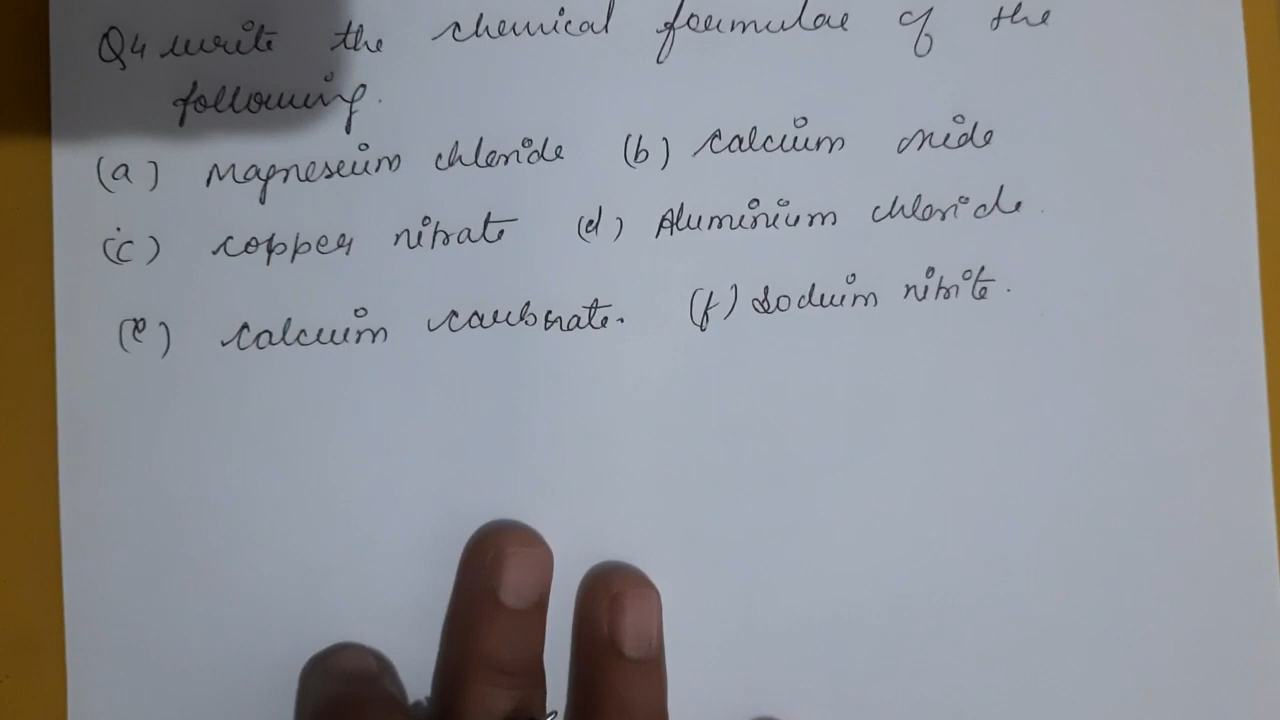 Q4 write the chemical formulae of the
following.
(a) Magnesium chloride (b) calcium oxide
(c) copper nitrate (d) Aluminium chloride.
(e) calcium carbonate. (f) Sodium nitrite.